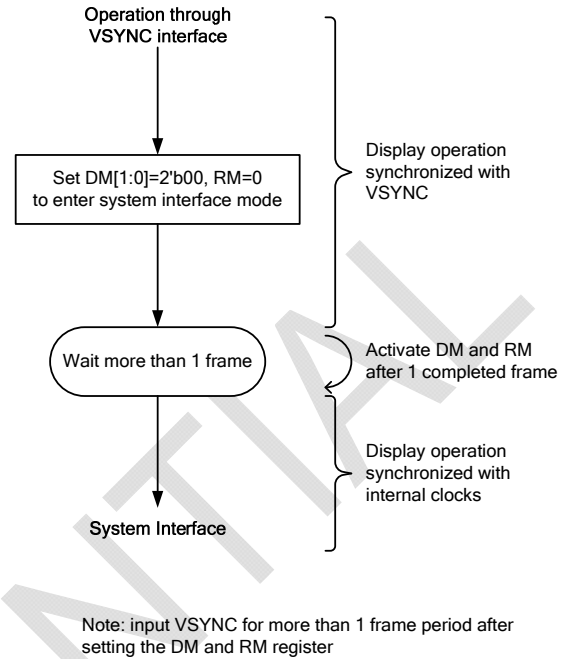 Operation through
VSYNC interface
Set DM[1:0]=2'b00, RM=0
to enter system interface mode
Display operation
synchronized with
VSYNC
Wait more than 1 frame
Activate DM and RM
after 1 completed frame
Display operation
synchronized with
internal clocks
System Interface
Note: input VSYNC for more than 1 frame period after
setting the DM and RM register
NTIAL